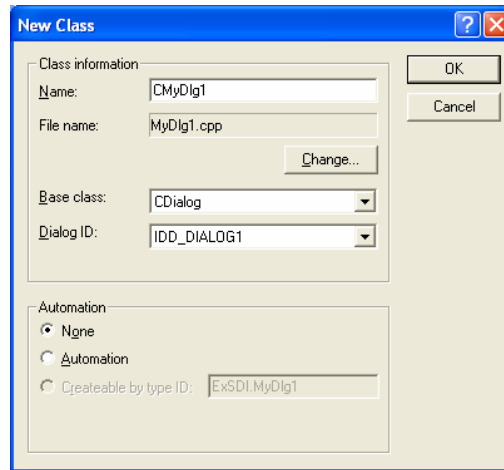 New Class
Class information
Name: CMyDlg1
File name: MyDlg1.cpp
Change...
Base class: CDialog
Dialog ID: IDD_DIALOG1
OK
Cancel
Automation
None
Automation
Createable by type ID: ExSDI.MyDlg1